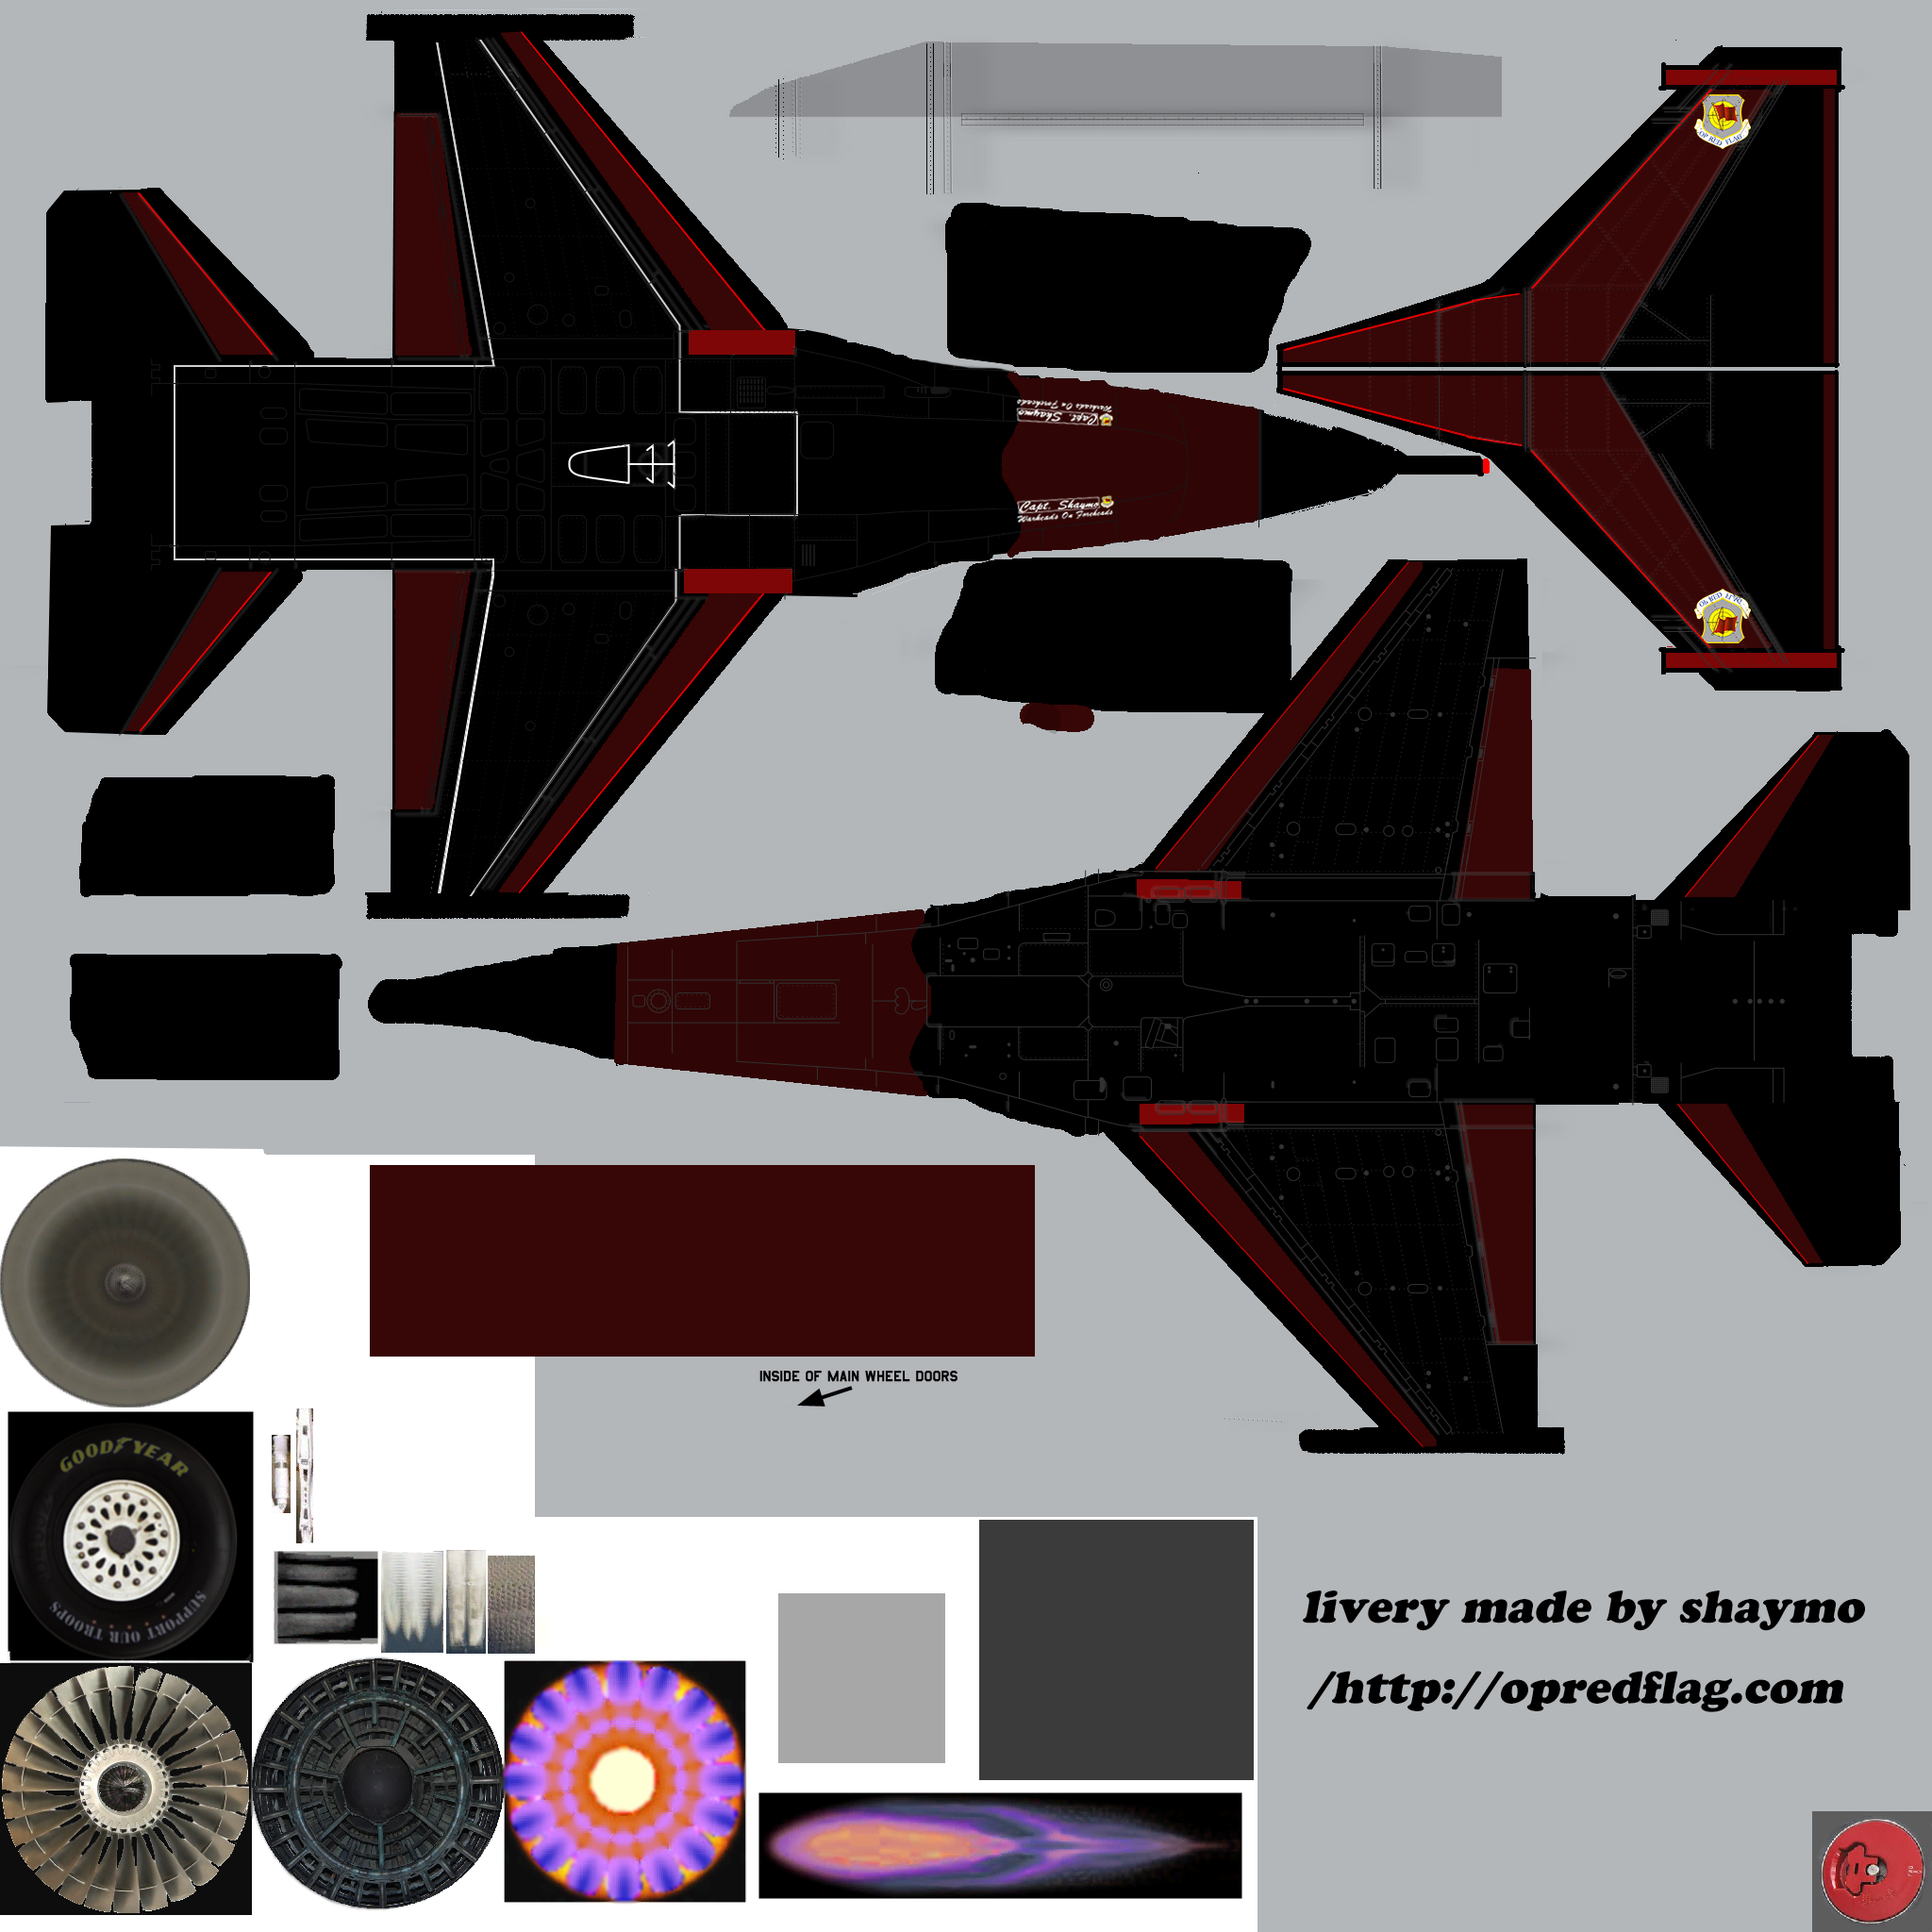 OP RED FLAG
Warheads On Foreheads
Capt. Shaymo
Capt. Shaymo
Warheads On Foreheads
OP RED FLAG
INSIDE OF MAIN WHEEL DOORS
GOODYEAR
SUPPORT OUR TROOPS
livery made by shaymo
/http://opredflag.com